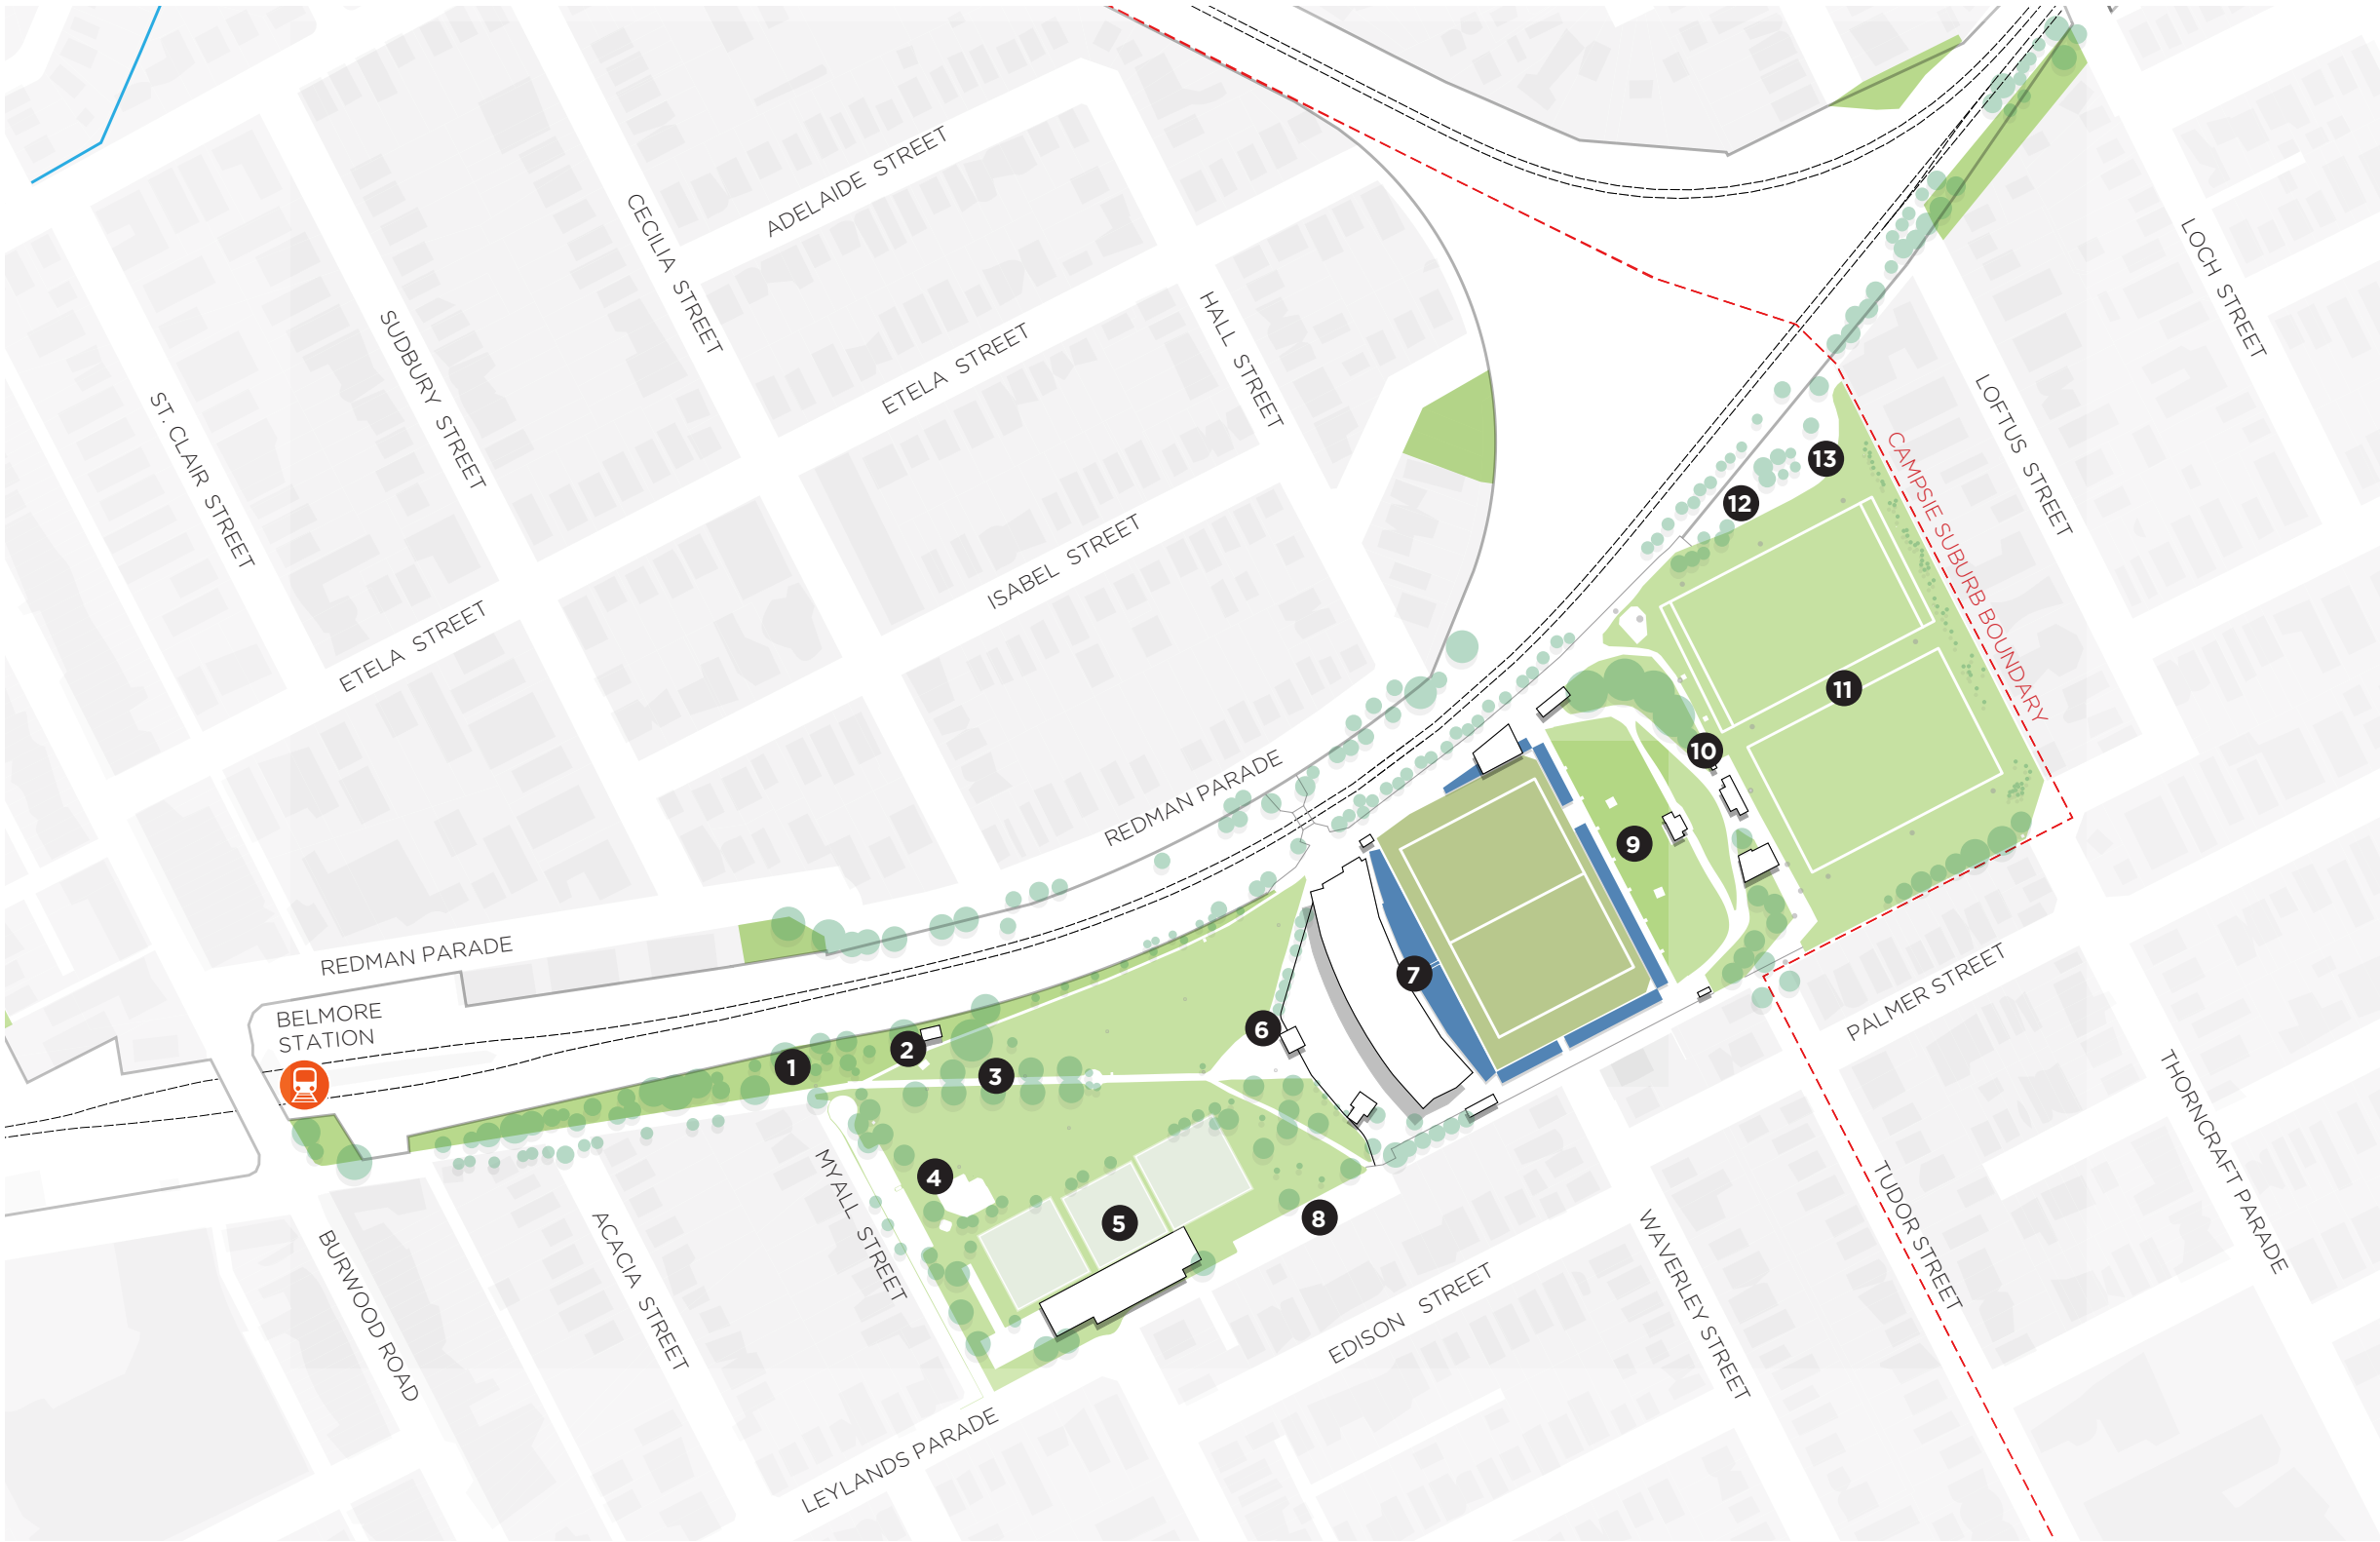 ADELAIDE STREET
CECILIA STREET
SUDBURY STREET
ST. CLAIR STREET
ETELA STREET
HALL STREET
LOCH STREET
LOFTUS STREET
CAMPSIE SUBURB BOUNDARY
13
12
ISABEL STREET
ETELA STREET
11
10
REDMAN PARADE
9
REDMAN PARADE
7
BELMORE
STATION
PALMER STREET
6
2
1
3
4
5
8
MYALL STREET
ACACIA STREET
BURWOOD ROAD
EDISON STREET
WAVERLEY STREET
TUDOR STREET
THORNCRAFT PARADE
LEYLANDS PARADE